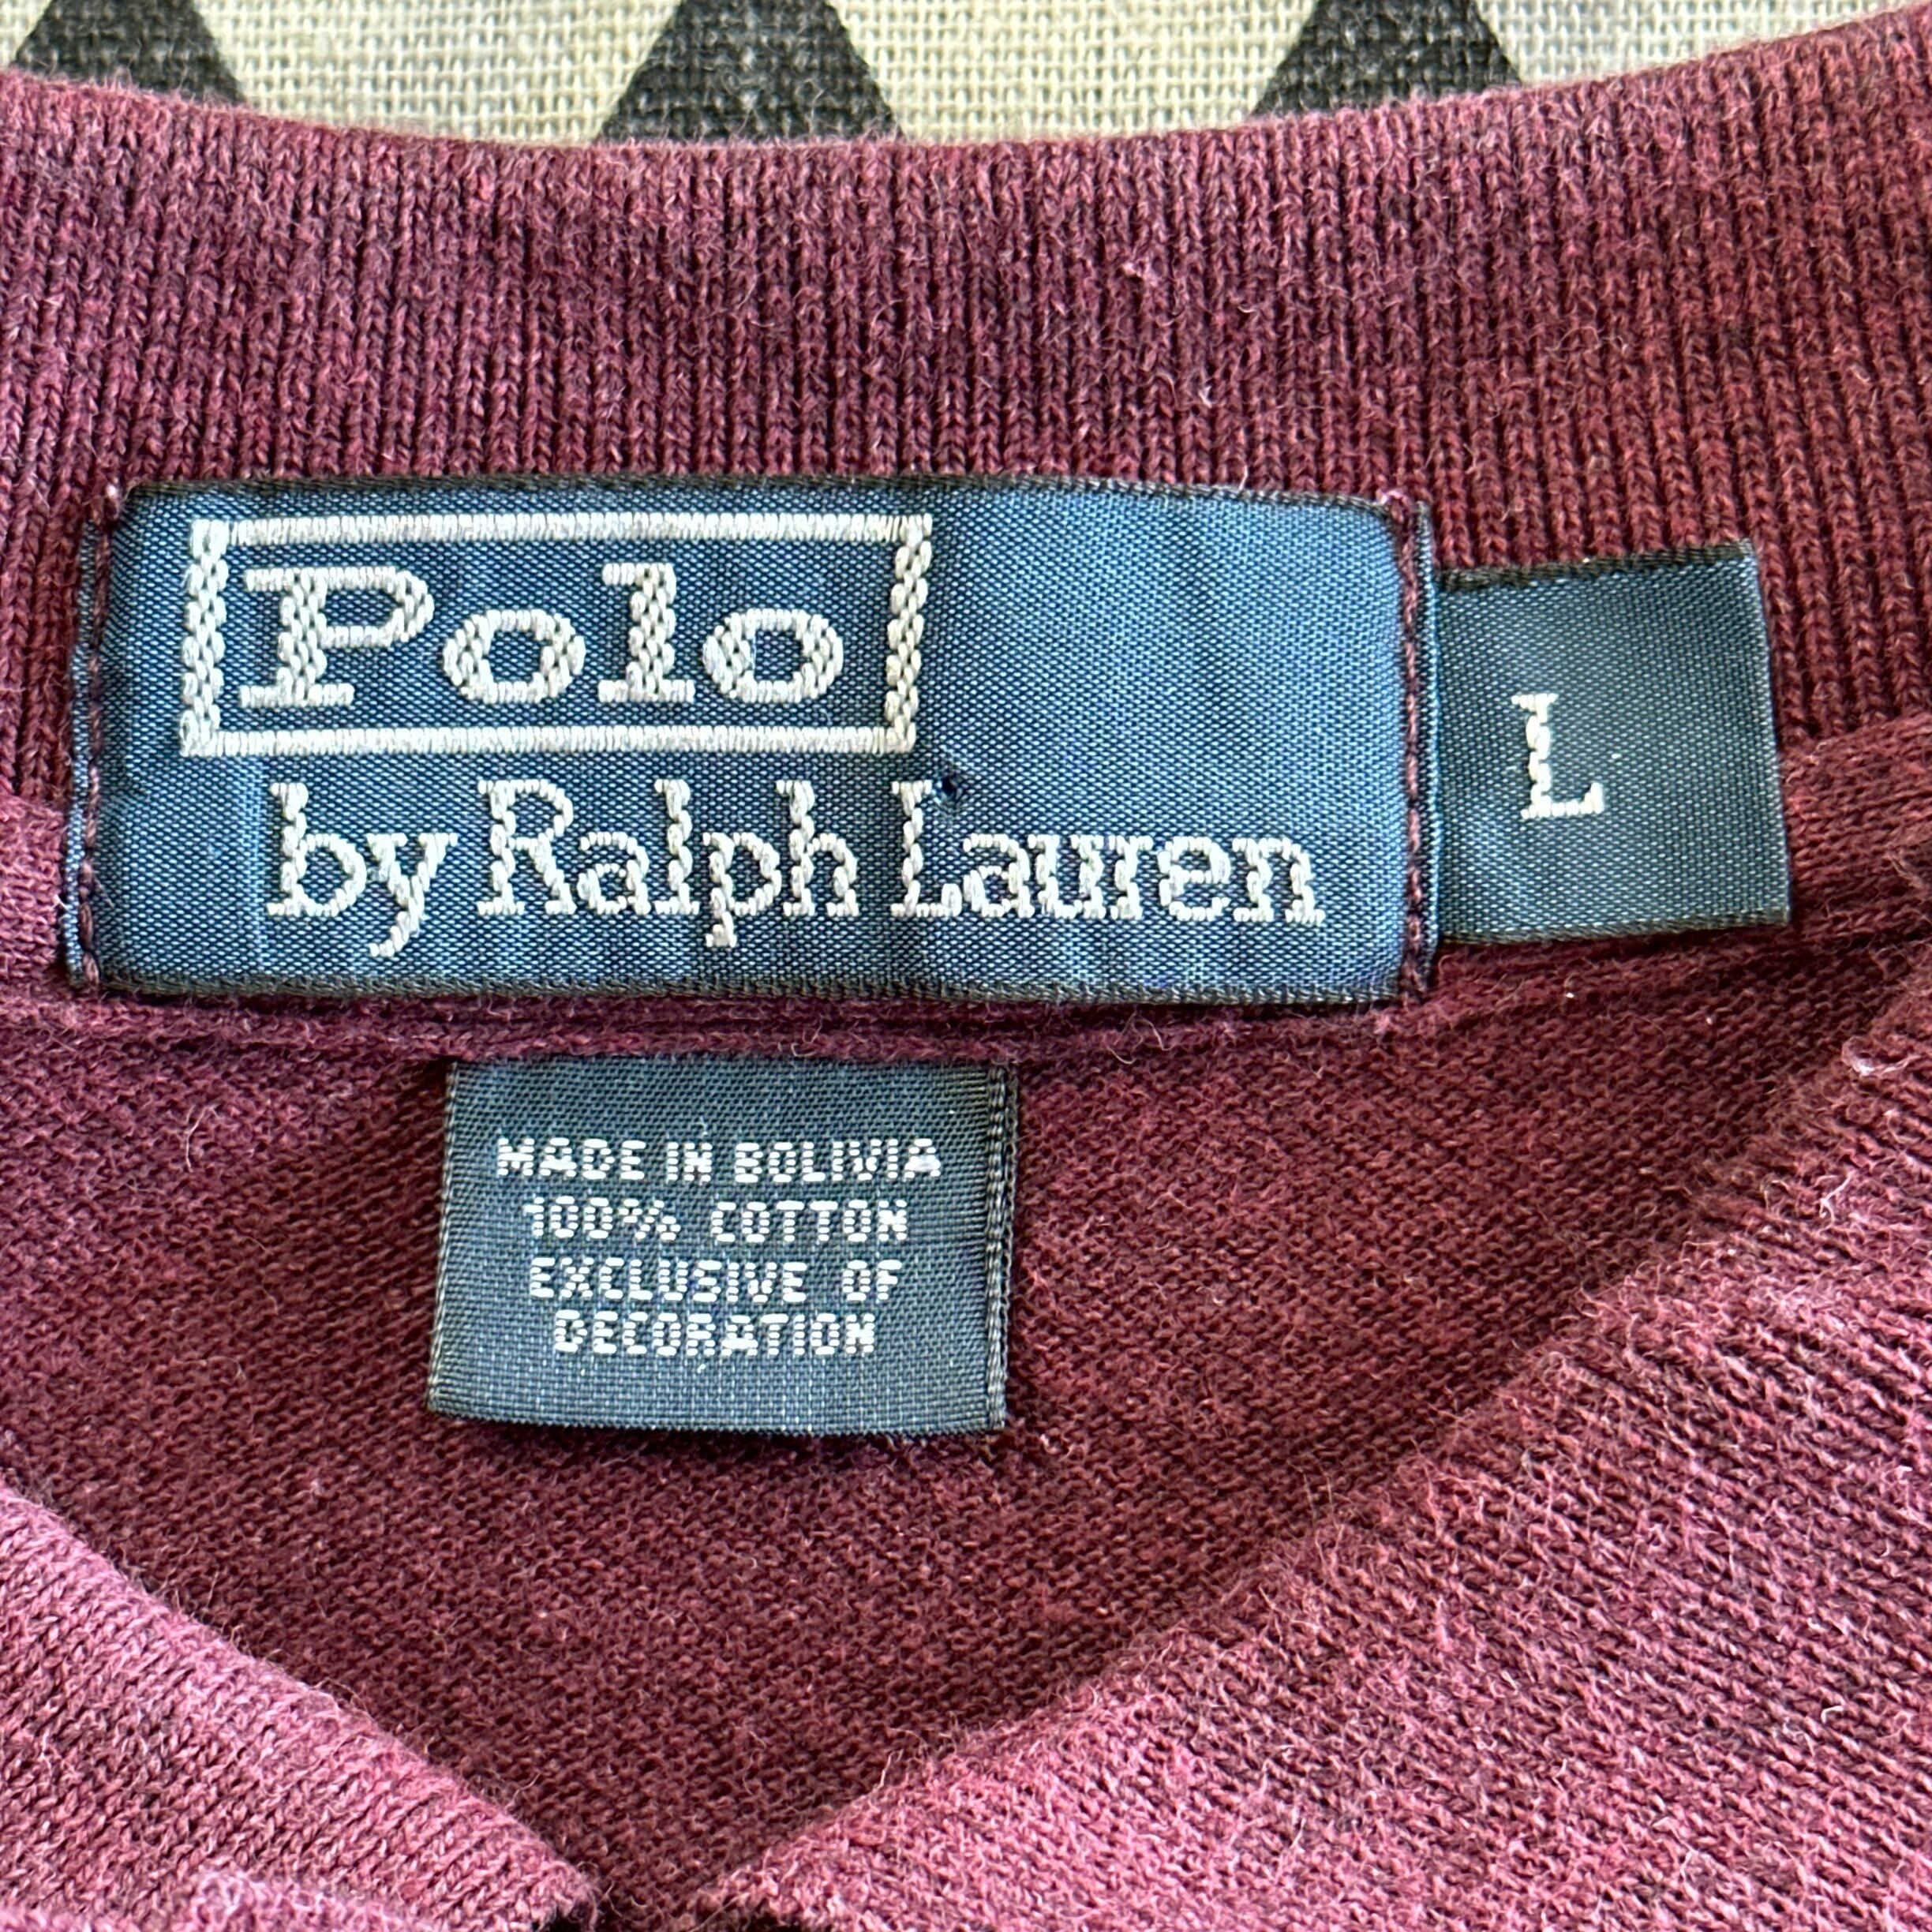 Polo
by Ralph Lauren
L
MADE IN BOLIVIA
100% COTTON
EXCLUSIVE OF
DECORATION